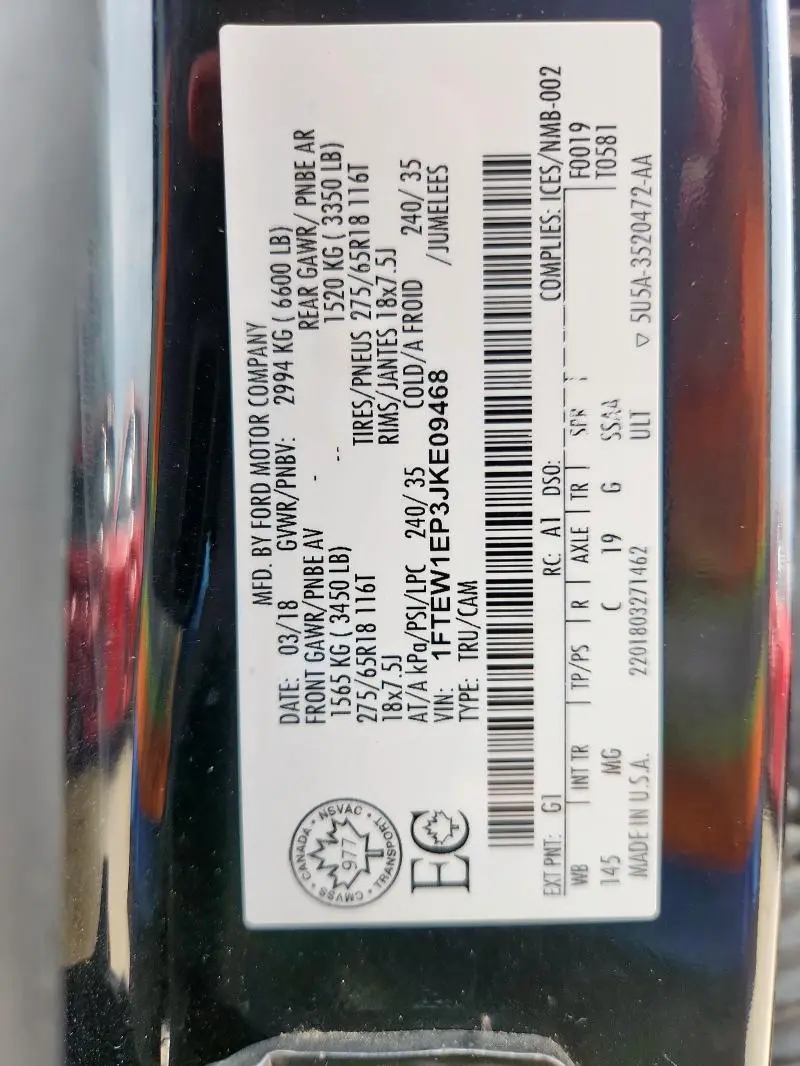 MFD. BY FORD MOTOR COMPANY
DATE: 03/18 GVWR/PNBV: 2994 KG ( 6600 LB)
FRONT GAWR/PNBE AV - REAR GAWR/ PNBE AR
1565 KG ( 3450 LB) -- 1520 KG ( 3350 LB)
275/65R18 116T TIRES/PNEUS 275/65R18 116T
18x7.5J RIMS/JANTES 18x7.5J
AT/A kPa/PSI/LPC 240/ 35 COLD/A FROID 240/ 35
VIN: 1FTEW1EP3JKE09468 /JUMELEES
TYPE: TRU/CAM
CANADA • NSVAC • TRANSPORT • CMVSS •
977
EC
COMPLIES: ICES/NMB-002
EXT PNT: G1 RC: A1 DSO: F0019
WB | INT TR | TP/PS | R | AXLE | TR | SPR T0581
145 MG C 19 G SSA4
MADE IN U.S.A. 2201803271462 ULT ▽ 5U5A-3520472-AA